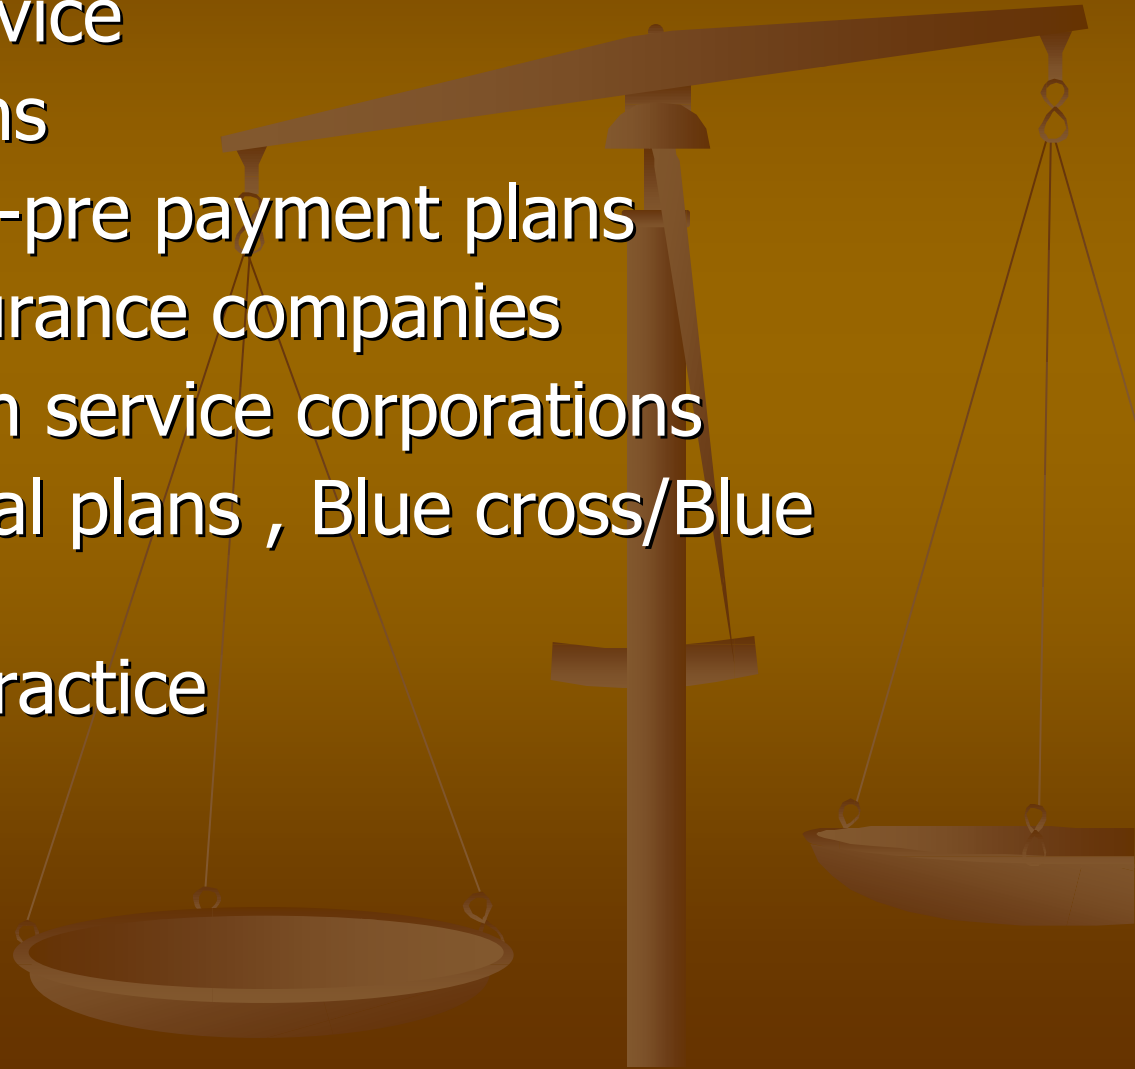 vice
ns
-pre payment plans
urance companies
n service corporations
al plans , Blue cross/Blue
ractice